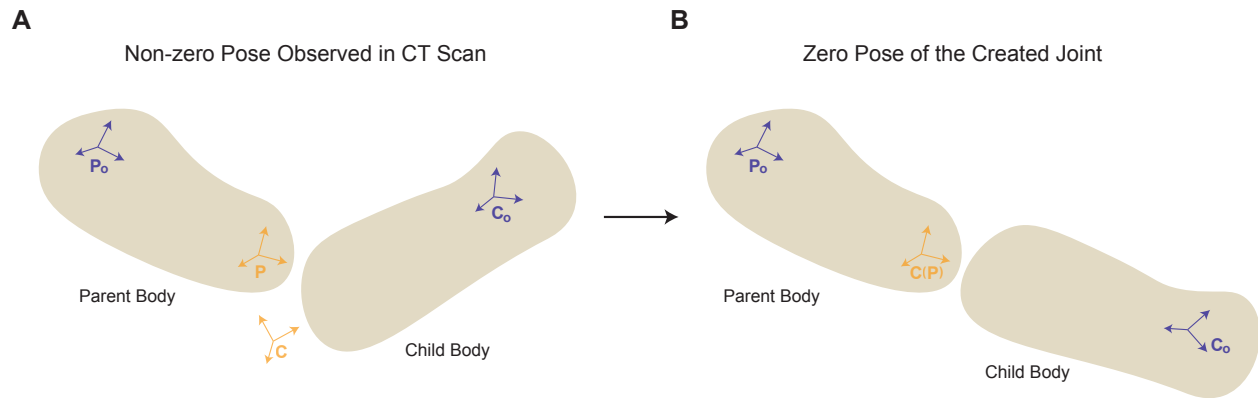 A
Non-zero Pose Observed in CT Scan
Po
P
Parent Body
C
Co
Child Body
B
Zero Pose of the Created Joint
Po
C(P)
Parent Body
Co
Child Body